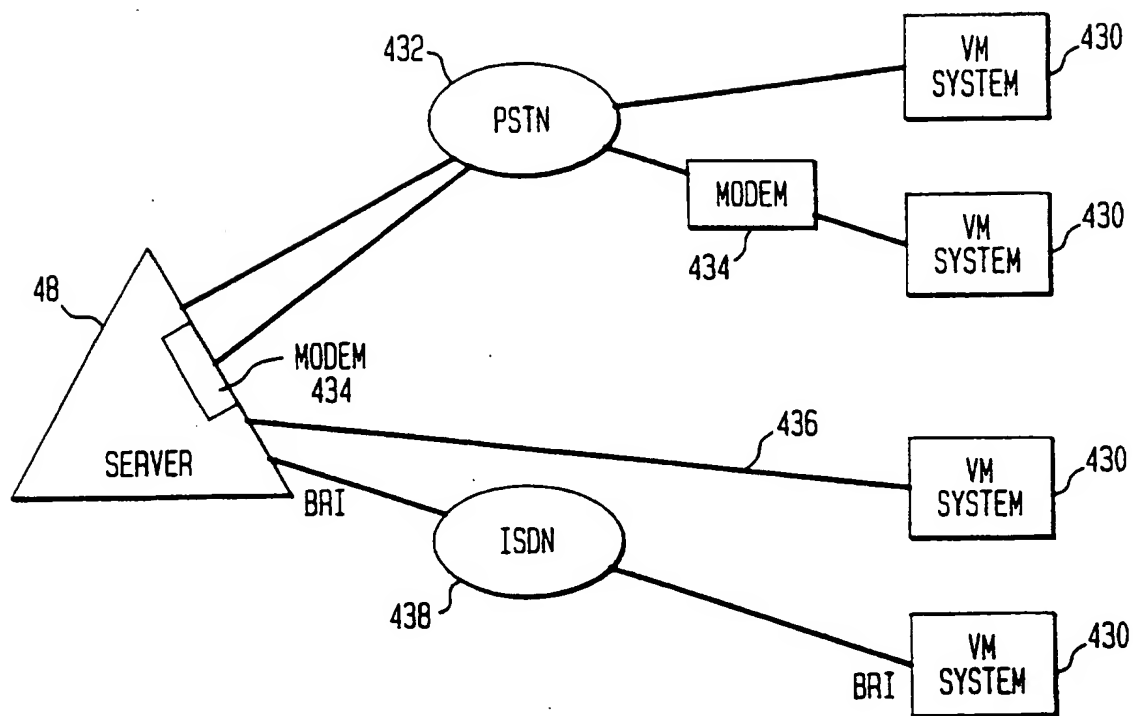 432
PSTN
VM
SYSTEM
430
MODEM
434
VM
SYSTEM
430
48
MODEM
434
SERVER
BRI
436
VM
SYSTEM
430
ISDN
438
BRI
VM
SYSTEM
430